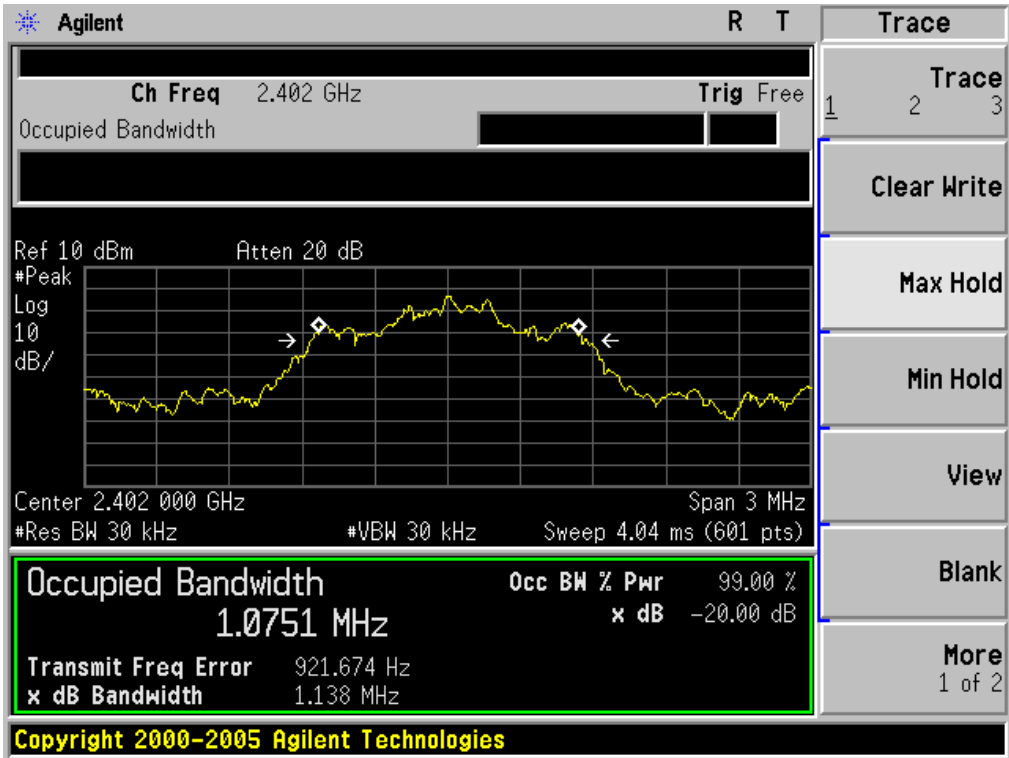 Agilent R T
Trace
Ch Freq 2.402 GHz Trig Free
Occupied Bandwidth
Trace
1 2 3
Clear Write
Ref 10 dBm Atten 20 dB
#Peak
Log
10
dB/
Max Hold
Min Hold
View
Center 2.402 000 GHz Span 3 MHz
#Res BW 30 kHz #VBW 30 kHz Sweep 4.04 ms (601 pts)
Occupied Bandwidth
1.0751 MHz
Occ BW % Pwr 99.00 %
x dB -20.00 dB
Transmit Freq Error 921.674 Hz
x dB Bandwidth 1.138 MHz
Blank
More
1 of 2
Copyright 2000-2005 Agilent Technologies